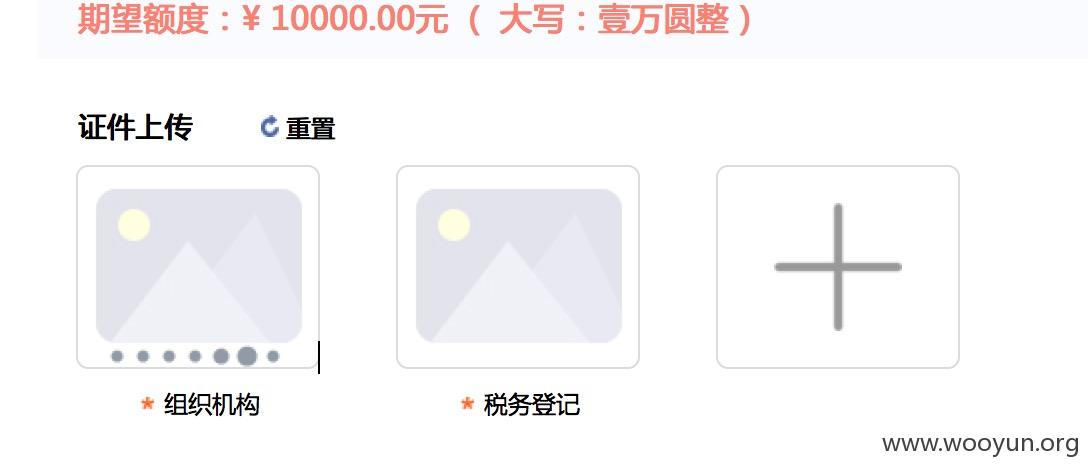 期望额度：¥ 10000.00元（ 大写：壹万圆整 ）
证件上传 重置
* 组织机构 * 税务登记
www.wooyun.org